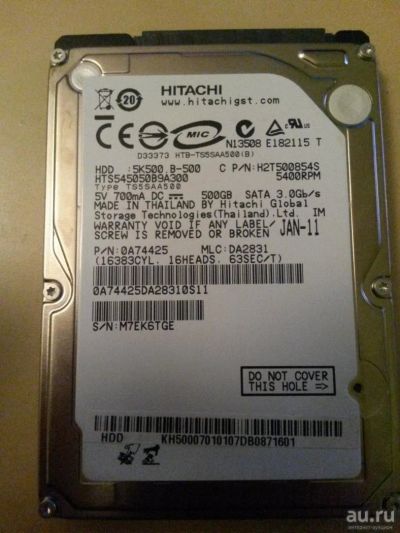 20
HITACHI
www.hitachigst.com
MIC
N13508 E182115 T
D33373 HTB-TS5SAA500(B)
HDD :5K500 B-500 C P/N:H2T500854S
HTS545050B9A300 5400RPM
Type TS5SAA500
5V 700mA DC 500GB SATA 3.0Gb/s
MADE IN THAILAND BY Hitachi Global
Storage Technologies(Thailand).Ltd. IM
WARRANTY VOID IF ANY LABEL/ JAN-11
SCREW IS REMOVED OR BROKEN
P/N:0A74425 MLC:DA2831
(16383CYL. 16HEADS. 63SEC/T)
0A74425DA28310S11
S/N:M7EK6TGE
DO NOT COVER
THIS HOLE =>
HDD KH50007010107DB0871601
au.ru